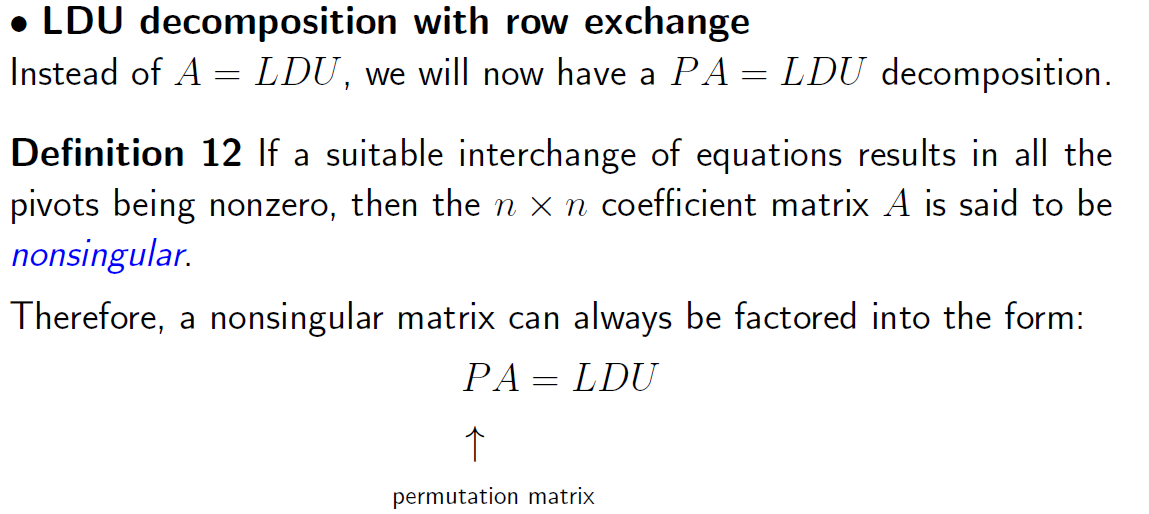 • LDU decomposition with row exchange
Instead of A = LDU, we will now have a PA = LDU decomposition.
Definition 12 If a suitable interchange of equations results in all the
pivots being nonzero, then the n × n coefficient matrix A is said to be
nonsingular.
Therefore, a nonsingular matrix can always be factored into the form:
PA = LDU
↑
permutation matrix